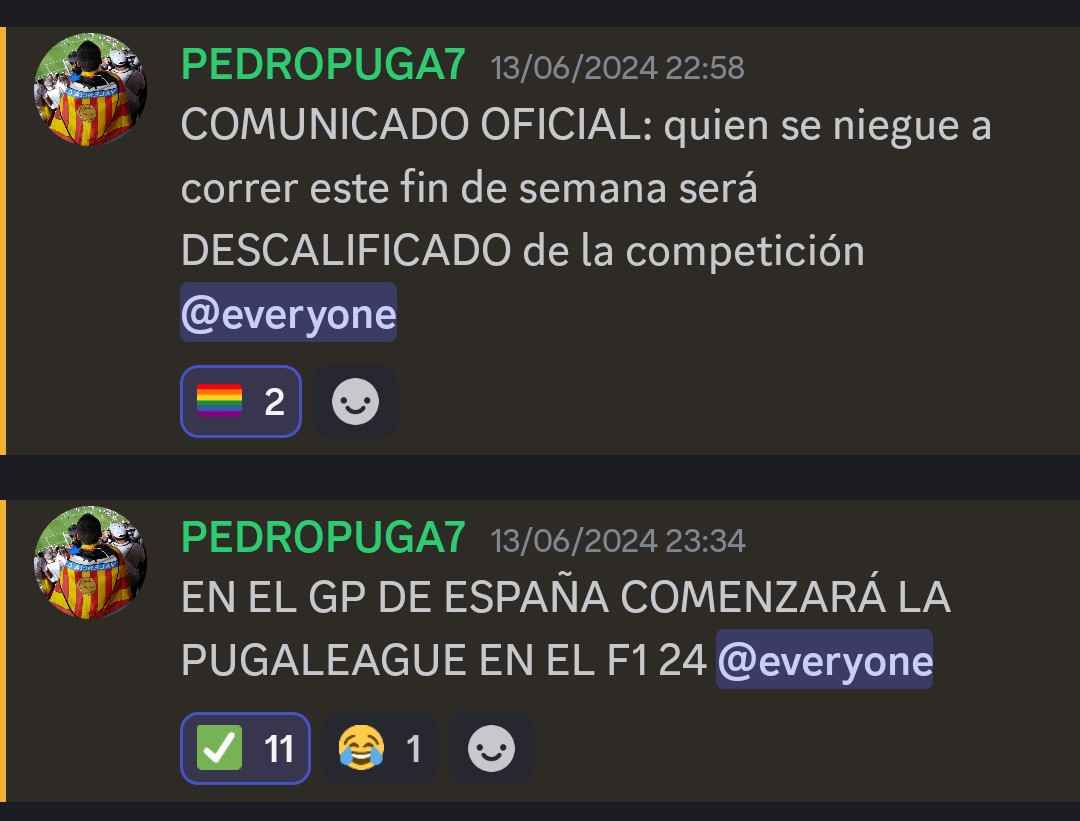 PEDROPUGA7 13/06/2024 22:58
COMUNICADO OFICIAL: quien se niegue a
correr este fin de semana será
DESCALIFICADO de la competición
@everyone
2
PEDROPUGA7 13/06/2024 23:34
EN EL GP DE ESPAÑA COMENZARÁ LA
PUGALEAGUE EN EL F1 24 @everyone
11 1